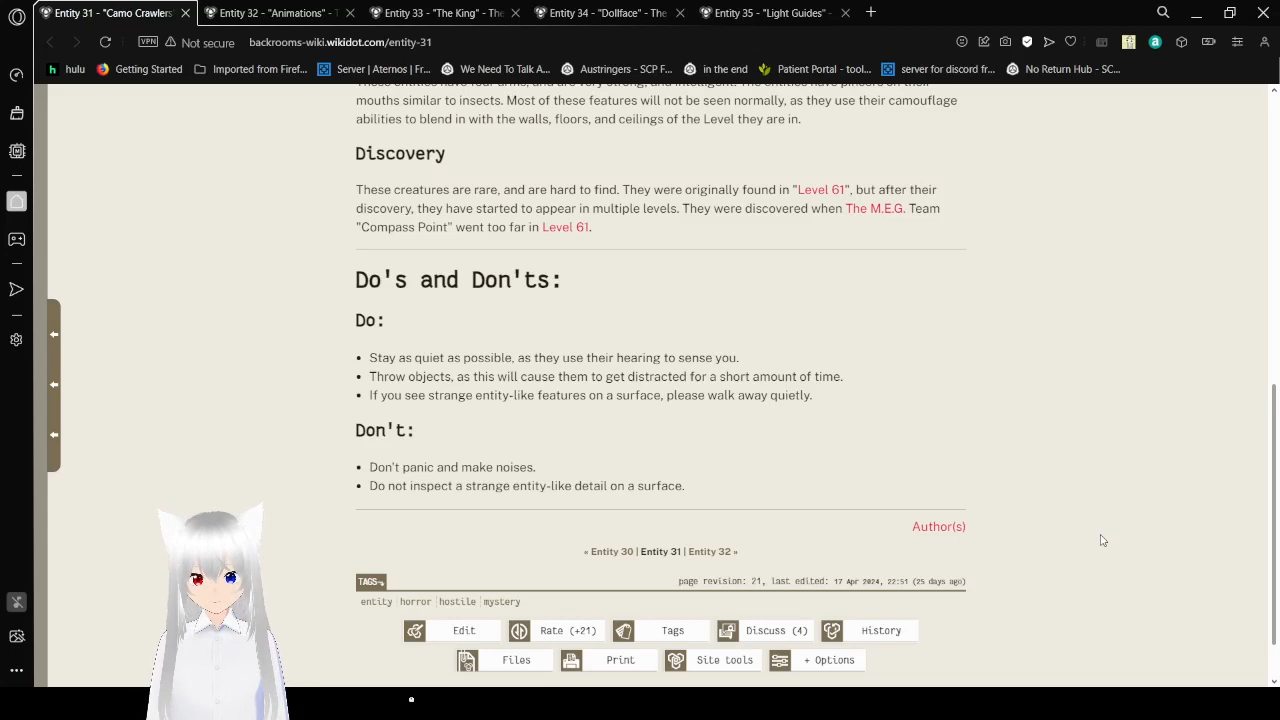 Entity 31 - "Camo Crawlers"
Entity 32 - "Animations" - T
Entity 33 - "The King" - The
Entity 34 - "Dollface" - The
Entity 35 - "Light Guides" -
VPN
Not secure
backrooms-wiki.wikidot.com/entity-31
hulu
Getting Started
Imported from Firef...
Server | Aternos | Fr...
We Need To Talk A...
Austringers - SCP F...
in the end
Patient Portal - tool...
server for discord fr...
No Return Hub - SC...
mouths similar to insects. Most of these features will not be seen normally, as they use their camouflage
abilities to blend in with the walls, floors, and ceilings of the Level they are in.
Discovery
These creatures are rare, and are hard to find. They were originally found in "Level 61", but after their
discovery, they have started to appear in multiple levels. They were discovered when The M.E.G. Team
"Compass Point" went too far in Level 61.
Do's and Don'ts:
Do:
• Stay as quiet as possible, as they use their hearing to sense you.
• Throw objects, as this will cause them to get distracted for a short amount of time.
• If you see strange entity-like features on a surface, please walk away quietly.
Don't:
• Don't panic and make noises.
• Do not inspect a strange entity-like detail on a surface.
Author(s)
« Entity 30 | Entity 31 | Entity 32 »
TAGS
page revision: 21, last edited: 17 Apr 2024, 22:51 (25 days ago)
entity horror hostile mystery
Edit
Rate (+21)
Tags
Discuss (4)
History
Files
Print
Site tools
+ Options